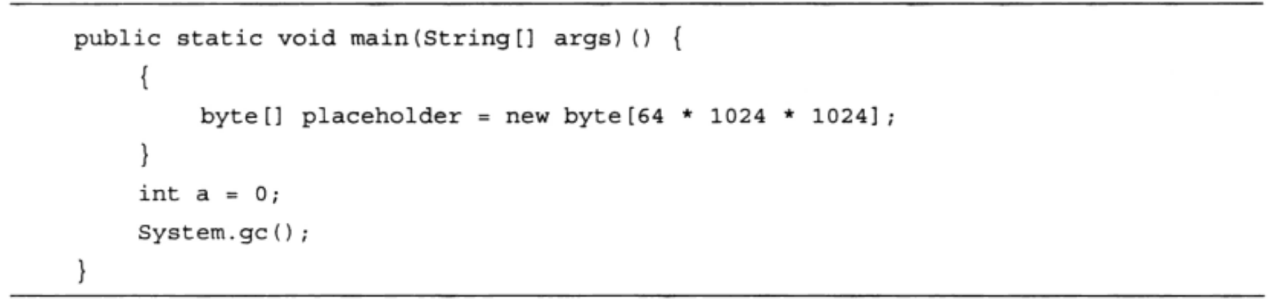 public static void main(String[] args)() {
{
byte[] placeholder = new byte[64 * 1024 * 1024];
}
int a = 0;
System.gc();
}